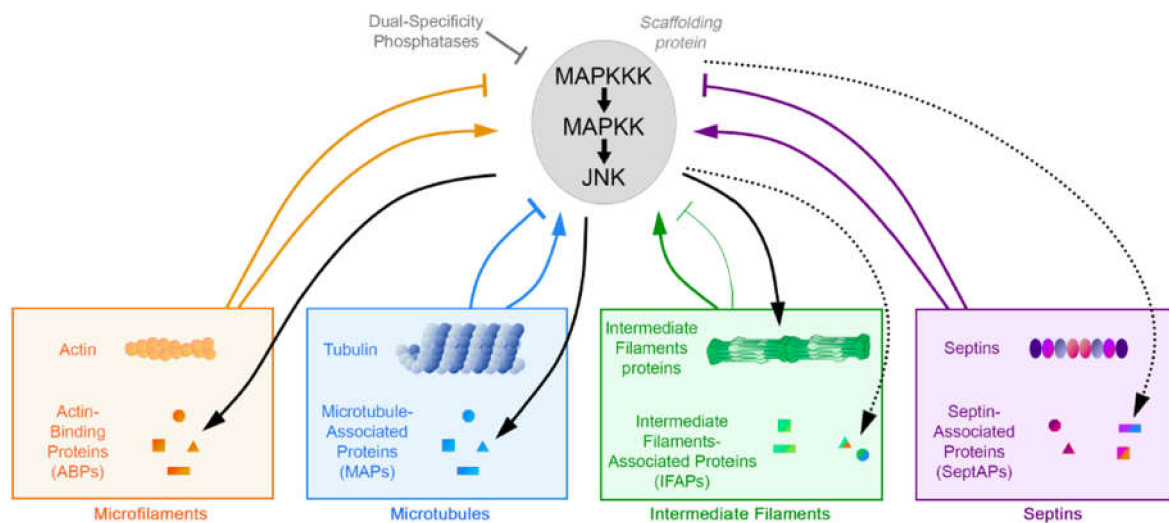 Dual-Specificity
Phosphatases
Scaffolding
protein
MAPKKK
MAPKK
JNK
Actin
Actin-
Binding
Proteins
(ABPs)
Microfilaments
Tubulin
Microtubule-
Associated
Proteins
(MAPs)
Microtubules
Intermediate
Filaments
proteins
Intermediate
Filaments-
Associated Proteins
(IFAPs)
Intermediate Filaments
Septins
Septin-
Associated
Proteins
(SeptAPs)
Septins